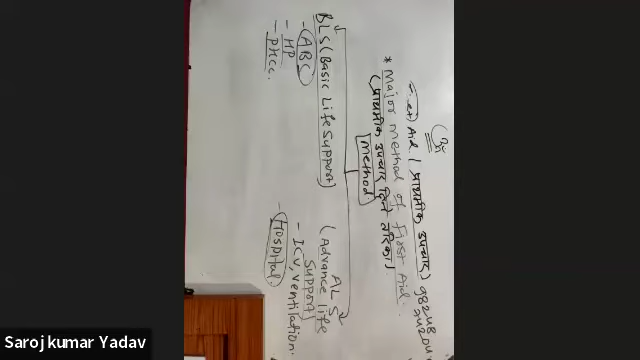 Aid / प्राथमिक उपचार)
* Major method of First Aid.
(प्राथमिक उपचार दिने तरिका)
Method
BLS (Basic Life Support)
- ABC
- HP
- PHCC.
ALS
(Advance life
Support)
- ICU, ventilation.
- Hospital.
Saroj kumar Yadav